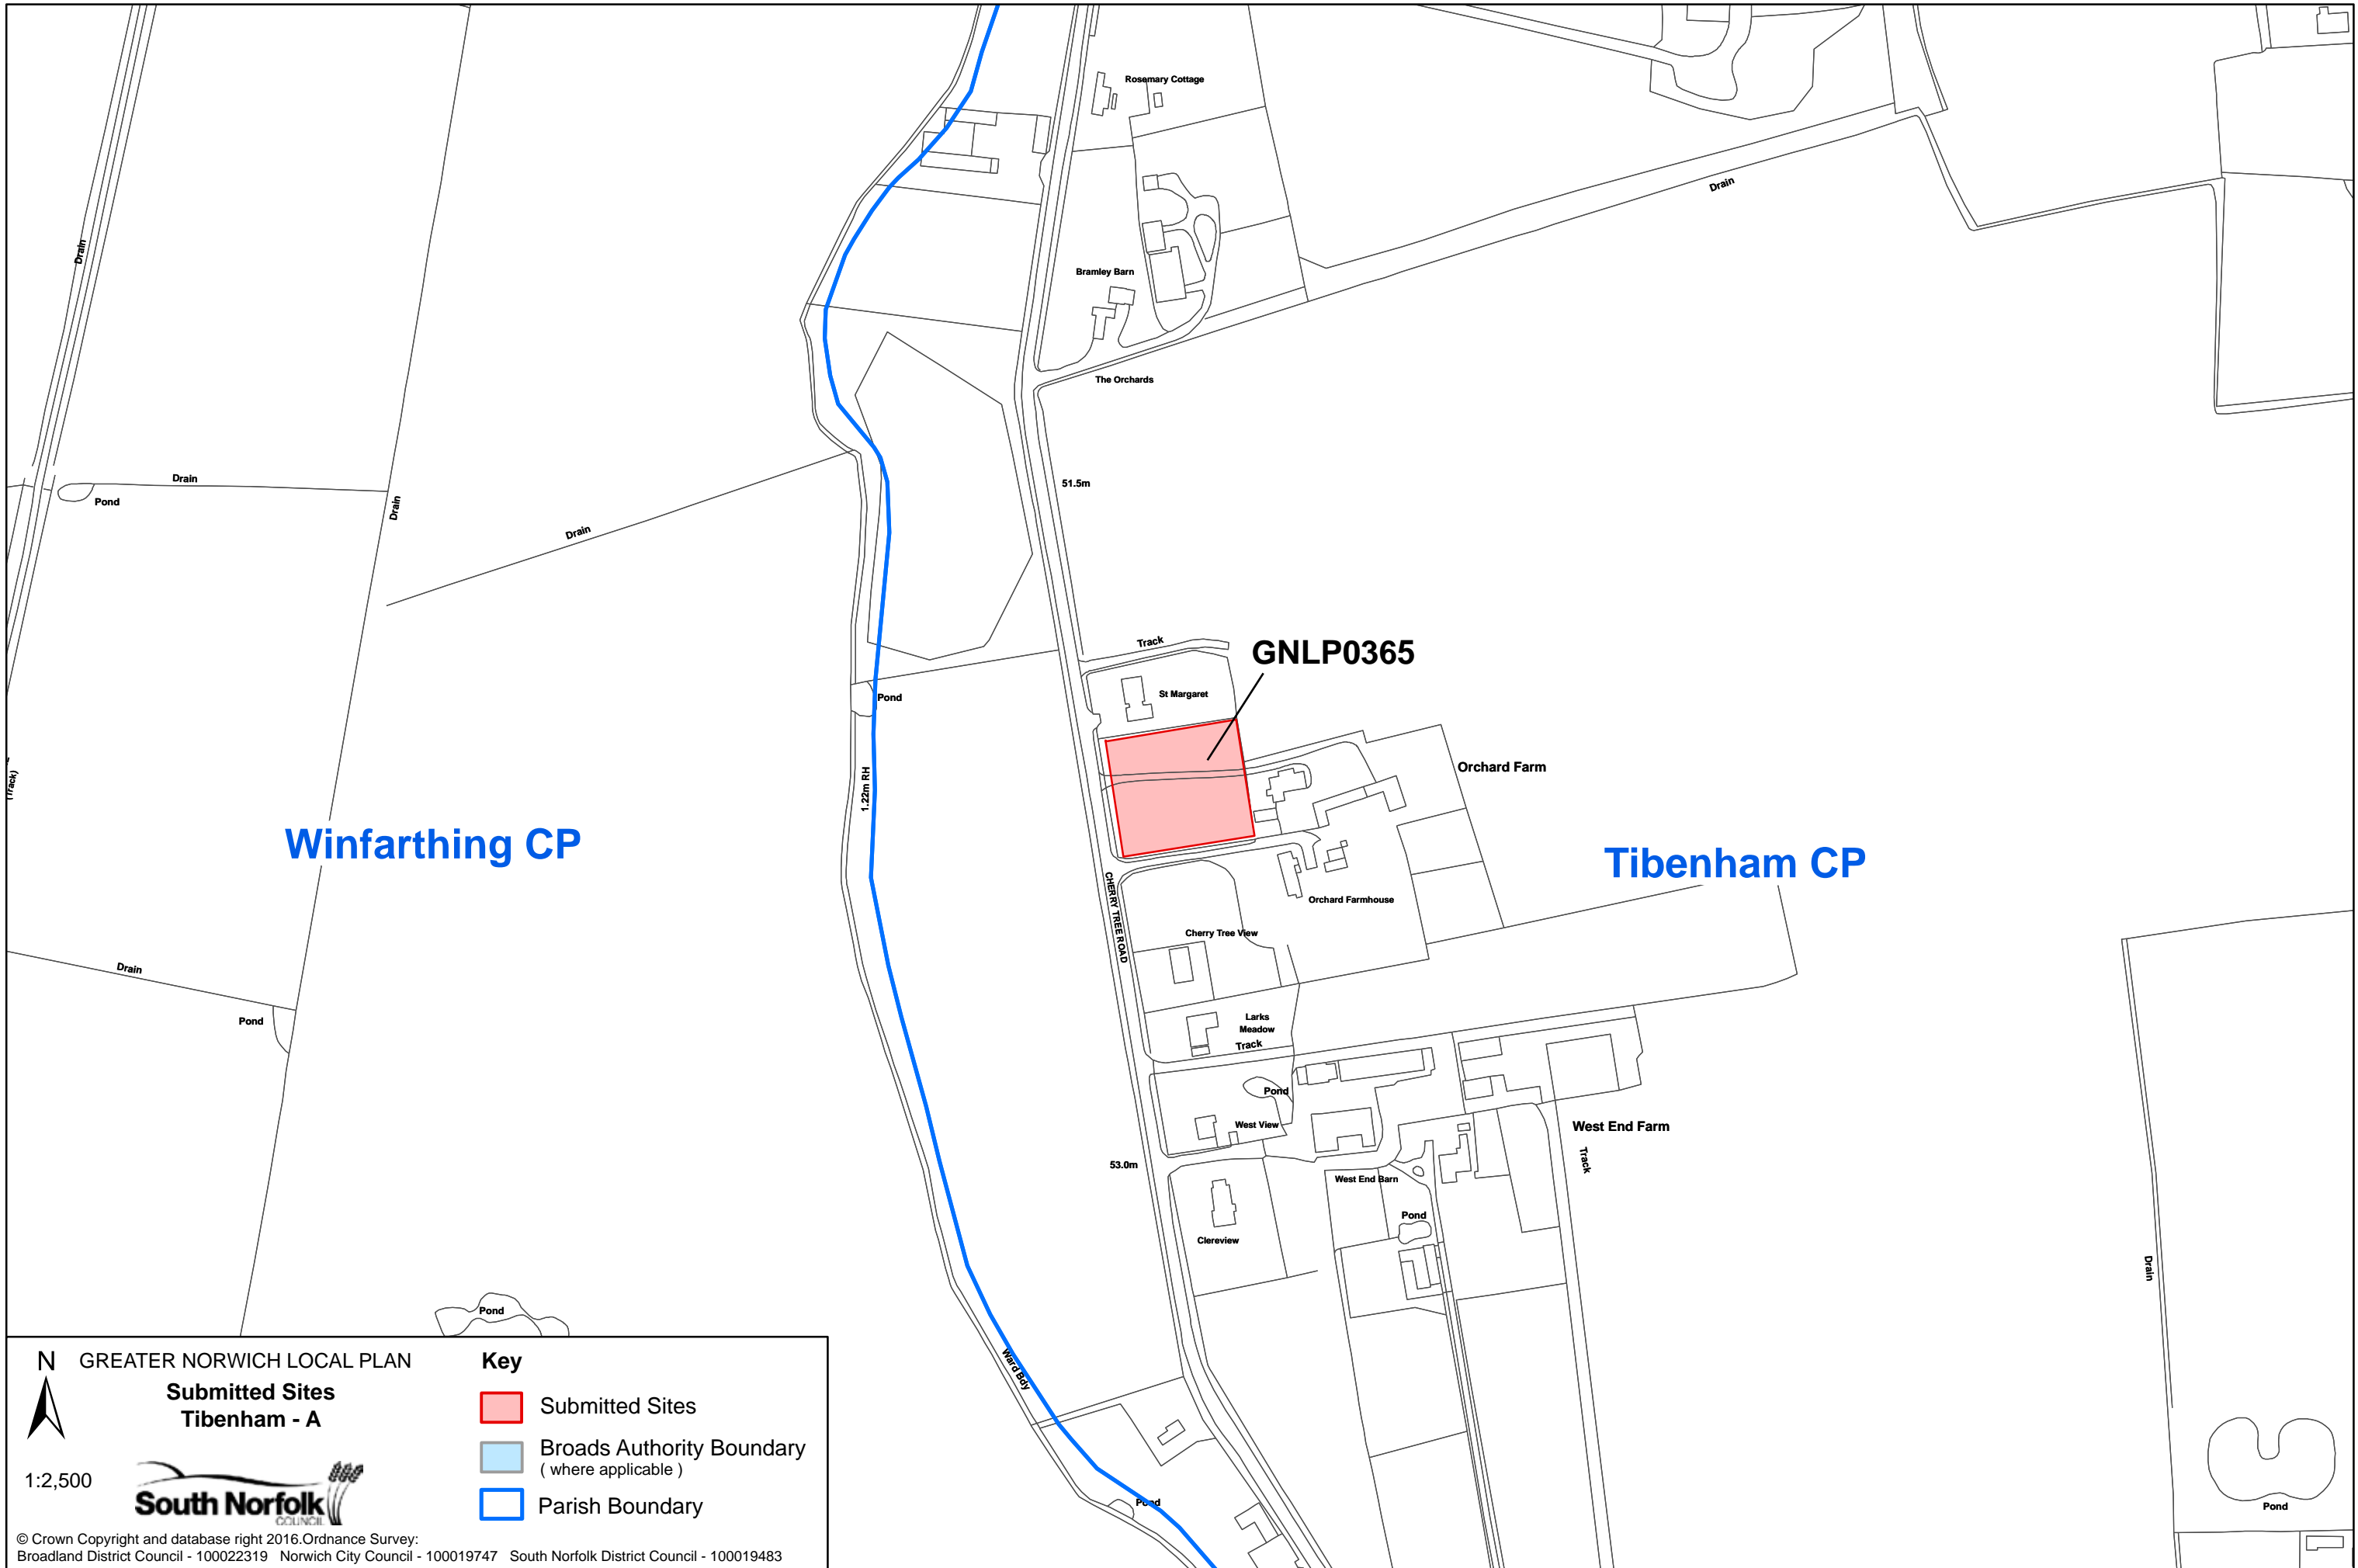 Rosemary Cottage
Drain
Drain
Bramley Barn
The Orchards
Drain
Pond
Drain
51.5m
Drain
Track
GNLP0365
St Margaret
Pond
Orchard Farm
(Track)
1.22m RH
Winfarthing CP
Tibenham CP
CHERRY TREE ROAD
Orchard Farmhouse
Cherry Tree View
Drain
Pond
Larks
Meadow
Track
Pond
West View
West End Farm
53.0m
Track
West End Barn
Pond
Clereview
Drain
Pond
Ward Bdy
Pond
Pond
N
GREATER NORWICH LOCAL PLAN
Submitted Sites
Tibenham - A
1:2,500
South Norfolk
COUNCIL
Key
Submitted Sites
Broads Authority Boundary
( where applicable )
Parish Boundary
© Crown Copyright and database right 2016.Ordnance Survey:
Broadland District Council - 100022319 Norwich City Council - 100019747 South Norfolk District Council - 100019483